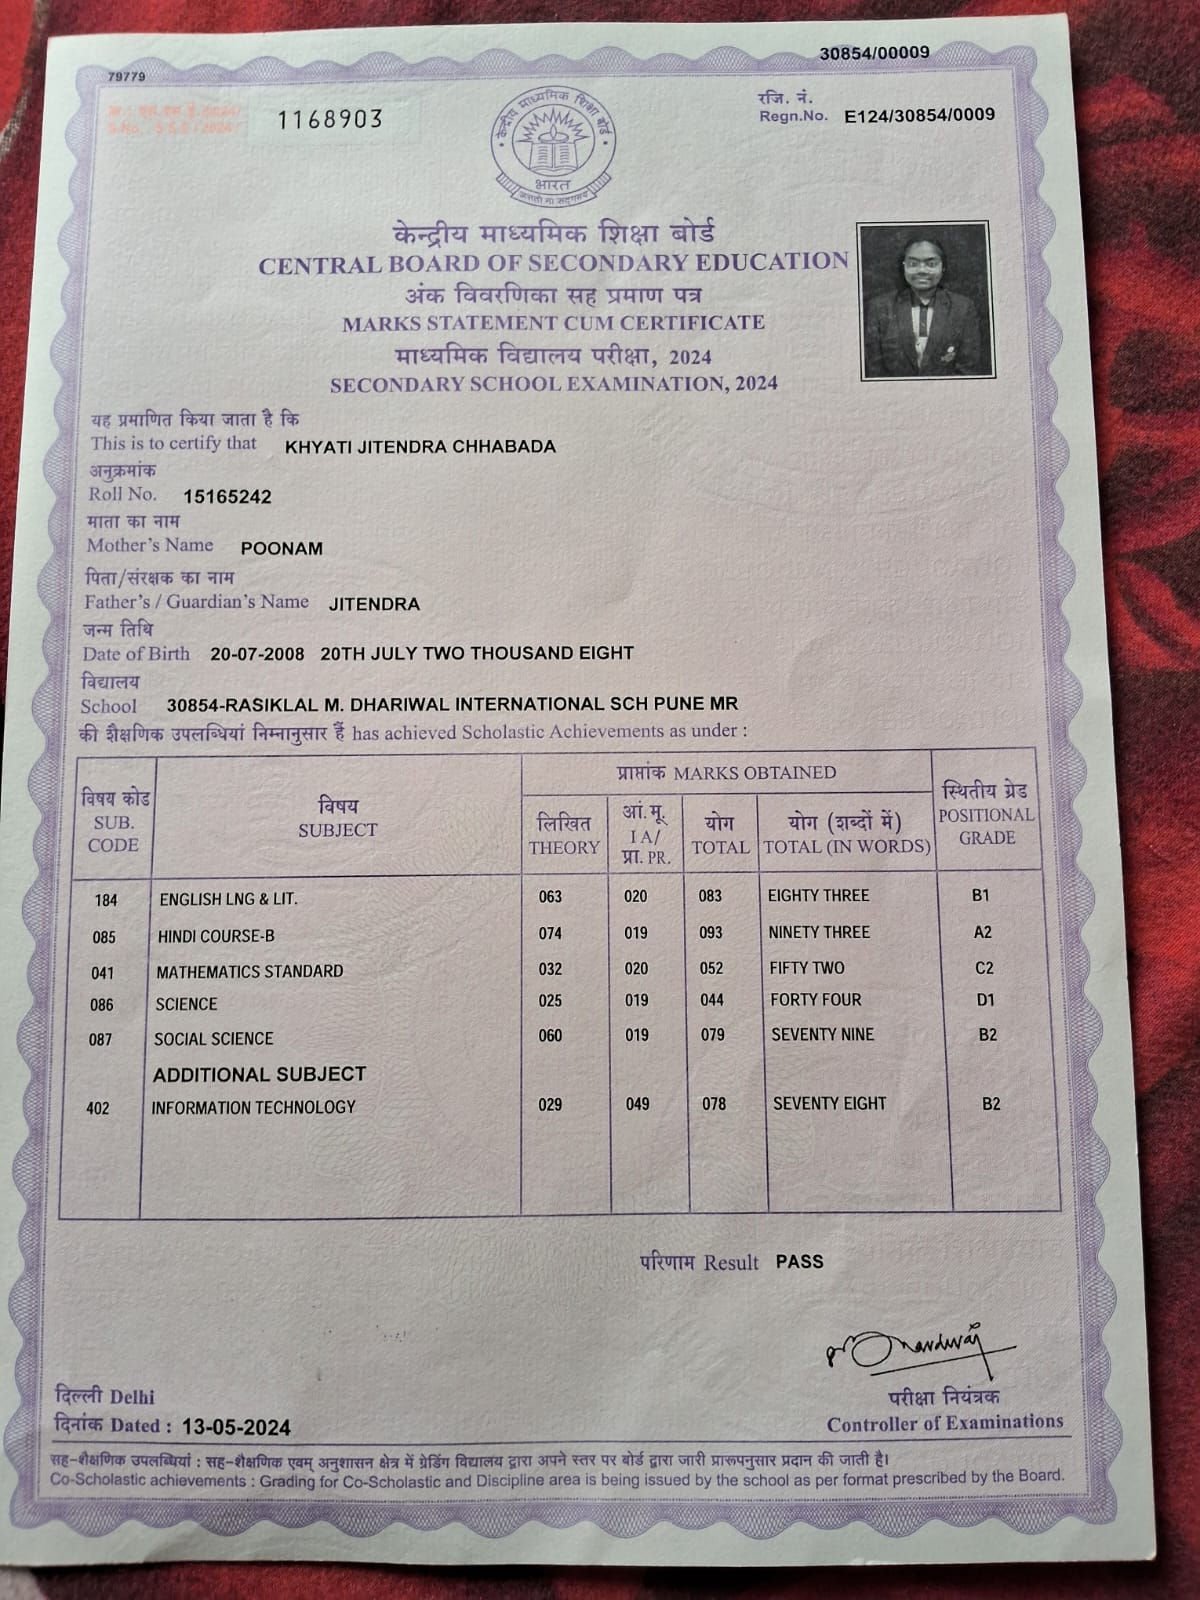 30854/00009
79779
1168903
रजि. नं.
Regn.No. E124/30854/0009
केन्द्रीय माध्यमिक शिक्षा बोर्ड
भारत
असतो मा सद्गमय
केन्द्रीय माध्यमिक शिक्षा बोर्ड
CENTRAL BOARD OF SECONDARY EDUCATION
अंक विवरणिका सह प्रमाण पत्र
MARKS STATEMENT CUM CERTIFICATE
माध्यमिक विद्यालय परीक्षा, 2024
SECONDARY SCHOOL EXAMINATION, 2024
यह प्रमाणित किया जाता है कि
This is to certify that KHYATI JITENDRA CHHABADA
अनुक्रमांक
Roll No. 15165242
माता का नाम
Mother's Name POONAM
पिता/संरक्षक का नाम
Father's / Guardian's Name JITENDRA
जन्म तिथि
Date of Birth 20-07-2008 20TH JULY TWO THOUSAND EIGHT
विद्यालय
School 30854-RASIKLAL M. DHARIWAL INTERNATIONAL SCH PUNE MR
की शैक्षणिक उपलब्धियां निम्नानुसार हैं has achieved Scholastic Achievements as under :
विषय कोड SUB. CODE
विषय SUBJECT
प्राप्तांक MARKS OBTAINED
लिखित THEORY
आं.मू. I A/ प्रा. PR.
योग TOTAL
योग (शब्दों में) TOTAL (IN WORDS)
स्थितीय ग्रेड POSITIONAL GRADE
184 ENGLISH LNG & LIT. 063 020 083 EIGHTY THREE B1
085 HINDI COURSE-B 074 019 093 NINETY THREE A2
041 MATHEMATICS STANDARD 032 020 052 FIFTY TWO C2
086 SCIENCE 025 019 044 FORTY FOUR D1
087 SOCIAL SCIENCE 060 019 079 SEVENTY NINE B2
ADDITIONAL SUBJECT
402 INFORMATION TECHNOLOGY 029 049 078 SEVENTY EIGHT B2
परिणाम Result PASS
दिल्ली Delhi
दिनांक Dated : 13-05-2024
परीक्षा नियंत्रक
Controller of Examinations
सह-शैक्षणिक उपलब्धियां : सह-शैक्षणिक एवम् अनुशासन क्षेत्र में ग्रेडिंग विद्यालय द्वारा अपने स्तर पर बोर्ड द्वारा जारी प्रारूपनुसार प्रदान की जाती है।
Co-Scholastic achievements : Grading for Co-Scholastic and Discipline area is being issued by the school as per format prescribed by the Board.